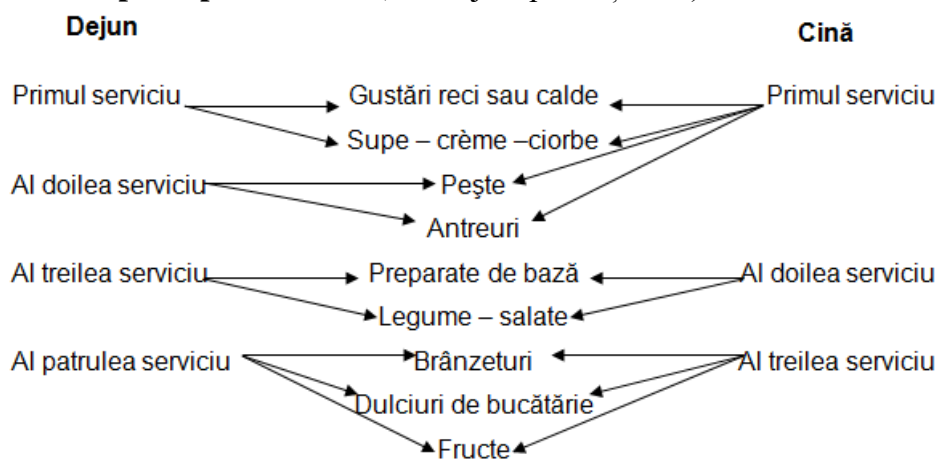 Dejun
Cină
Primul serviciu Gustări reci sau calde Primul serviciu
Supe – crème –ciorbe
Al doilea serviciu Peşte
Antreuri
Al treilea serviciu Preparate de bază Al doilea serviciu
Legume – salate
Al patrulea serviciu Brânzeturi Al treilea serviciu
Dulciuri de bucătărie
Fructe